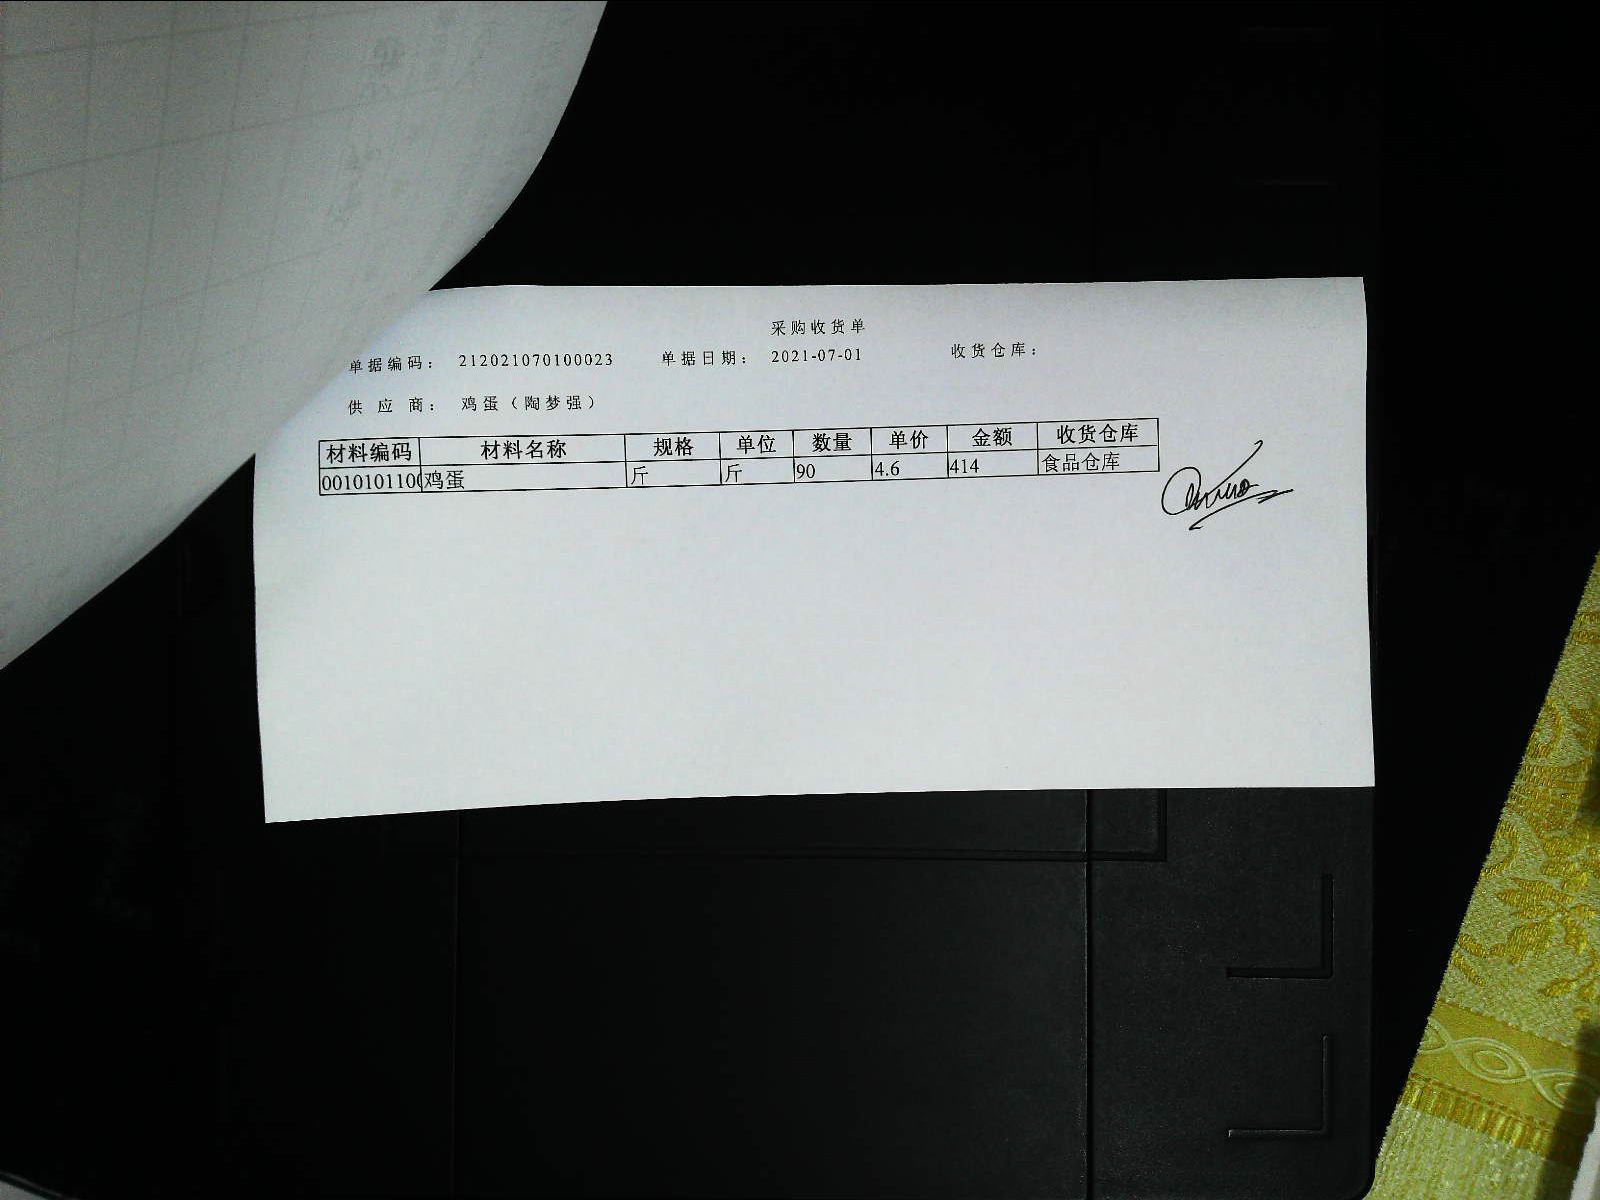 采购收货单
单据编码： 212021070100023 单据日期： 2021-07-01 收货仓库：
供应商： 鸡蛋（陶梦强）
材料编码 材料名称 规格 单位 数量 单价 金额 收货仓库
0010101100 鸡蛋 斤 斤 90 4.6 414 食品仓库